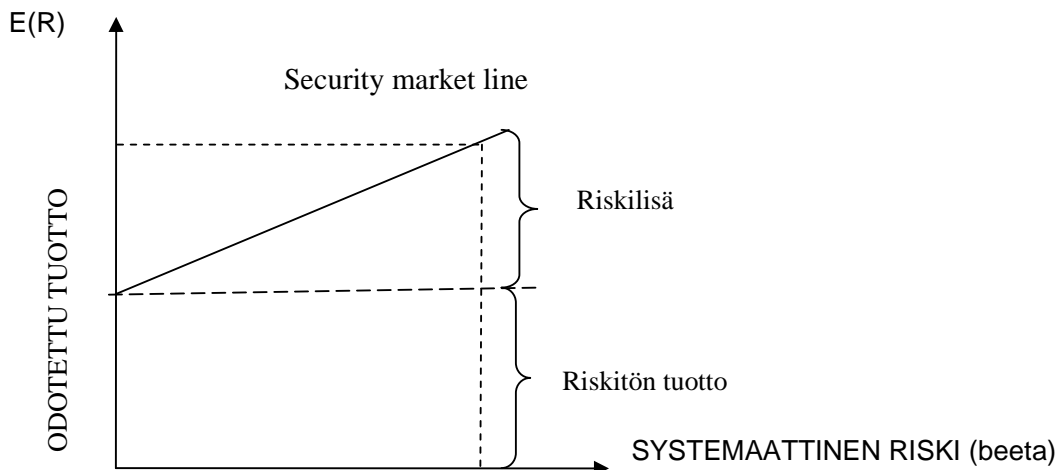 E(R)
Security market line
ODOTETTU TUOTTO
Riskilisä
Riskitön tuotto
SYSTEMAATTINEN RISKI (beeta)